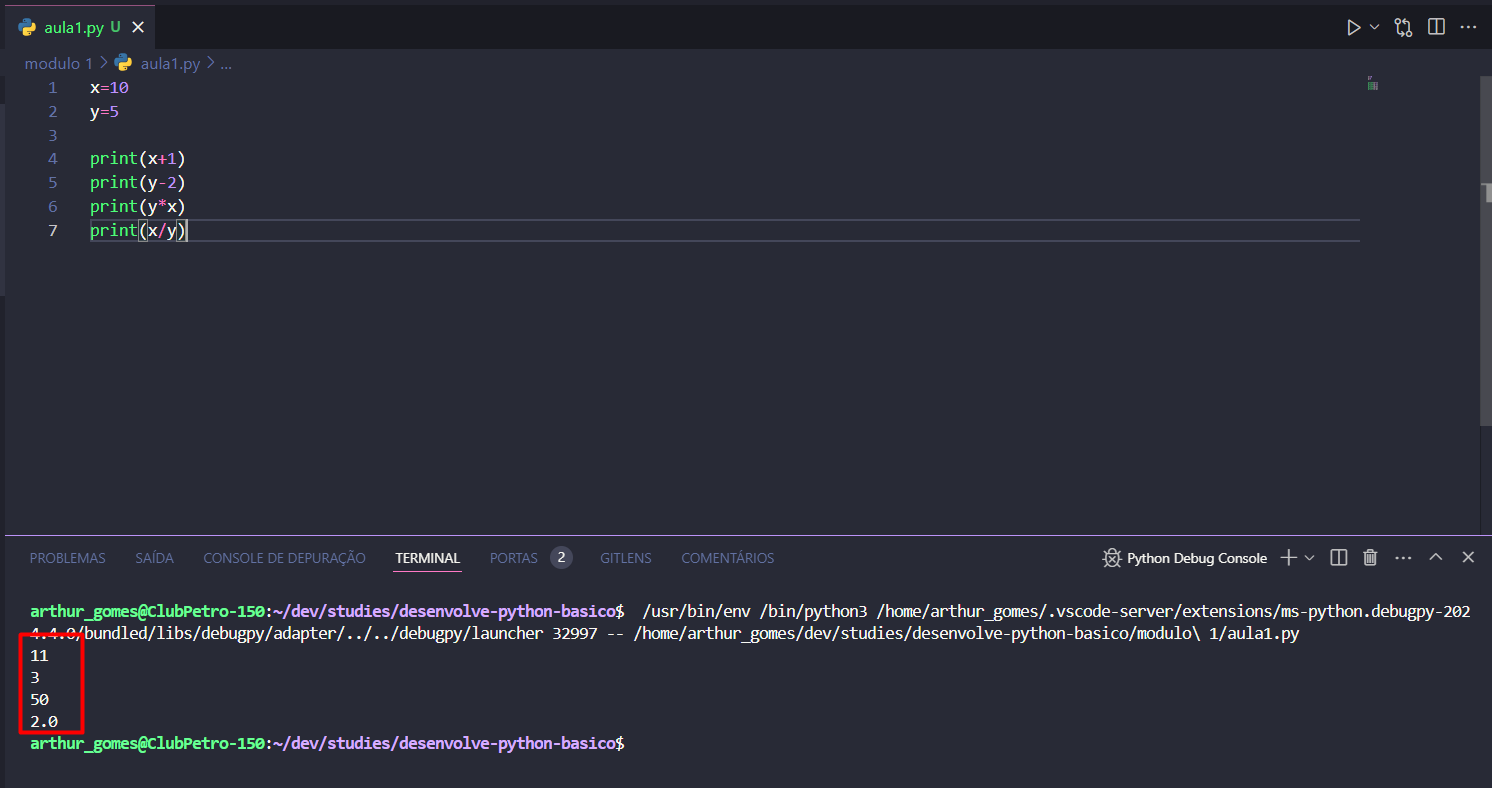 aula1.py U
modulo 1 > aula1.py > ...
1 x=10
2 y=5
3
4 print(x+1)
5 print(y-2)
6 print(y*x)
7 print(x/y)
PROBLEMAS SAÍDA CONSOLE DE DEPURAÇÃO TERMINAL PORTAS 2 GITLENS COMENTÁRIOS Python Debug Console
arthur_gomes@ClubPetro-150:~/dev/studies/desenvolve-python-basico$ /usr/bin/env /bin/python3 /home/arthur_gomes/.vscode-server/extensions/ms-python.debugpy-202
4.4.0/bundled/libs/debugpy/adapter/../../debugpy/launcher 32997 -- /home/arthur_gomes/dev/studies/desenvolve-python-basico/modulo\ 1/aula1.py
11
3
50
2.0
arthur_gomes@ClubPetro-150:~/dev/studies/desenvolve-python-basico$